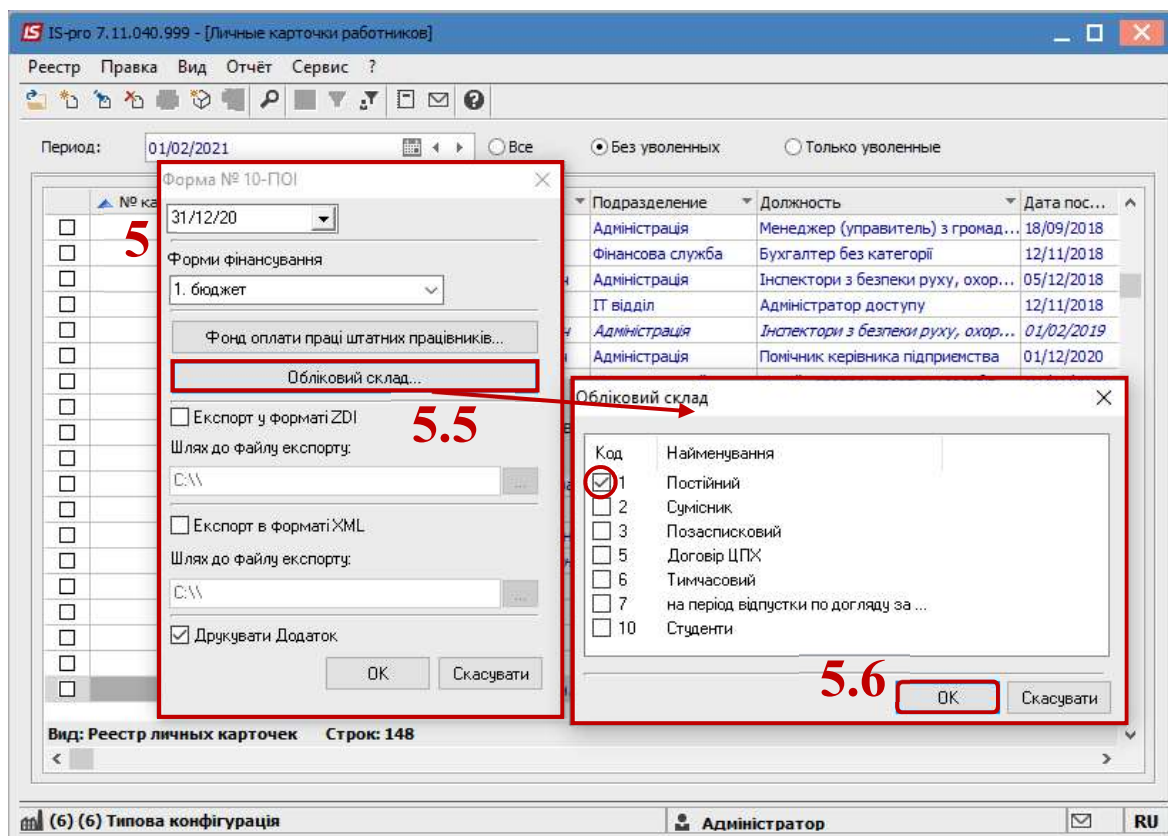 IS-pro 7.11.040.999 - [Личные карточки работников]
Реестр Правка Вид Отчёт Сервис ?
Период: 01/02/2021 Все Без уволенных Только уволенные
№ ка Подразделение Должность Дата пос...
Адміністрація Менеджер (управитель) з громад... 18/09/2018
Фінансова служба Бухгалтер без категорії 12/11/2018
Адміністрація Інспектори з безпеки руху, охор... 05/12/2018
ІТ відділ Адміністратор доступу 12/11/2018
Адміністрація Інспектори з безпеки руху, охор... 01/02/2019
Адміністрація Помічник керівника підприємства 01/12/2020
5
Форма № 10-ПОІ
31/12/20
Форми фінансування
1. бюджет
Фонд оплати праці штатних працівників...
Обліковий склад...
5.5
Експорт у форматі ZDI
Шлях до файлу експорту:
C:\\
...
Експорт в форматі XML
Шлях до файлу експорту:
C:\\
...
Друкувати Додаток
OK Скасувати
Обліковий склад
Код Найменування
1 Постійний
2 Сумісник
3 Позасписковий
5 Договір ЦПХ
6 Тимчасовий
7 на період відпустки по догляду за ...
10 Студенти
5.6
OK Скасувати
Вид: Реестр личных карточек Строк: 148
(6) (6) Типова конфігурація Адміністратор RU